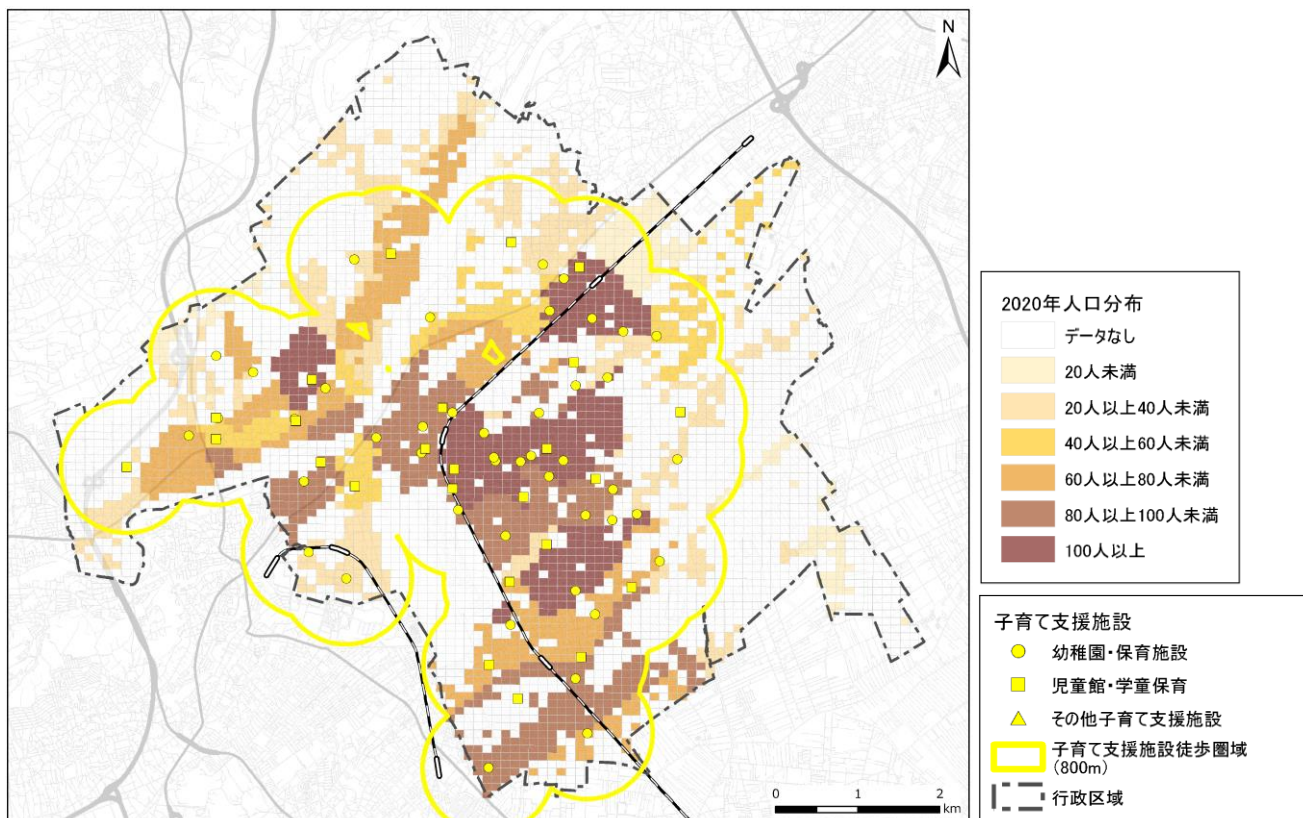 N
0
1
2
km
2020年人口分布
データなし
20人未満
20人以上40人未満
40人以上60人未満
60人以上80人未満
80人以上100人未満
100人以上
子育て支援施設
幼稚園・保育施設
児童館・学童保育
その他子育て支援施設
子育て支援施設徒歩圏域
(800m)
行政区域